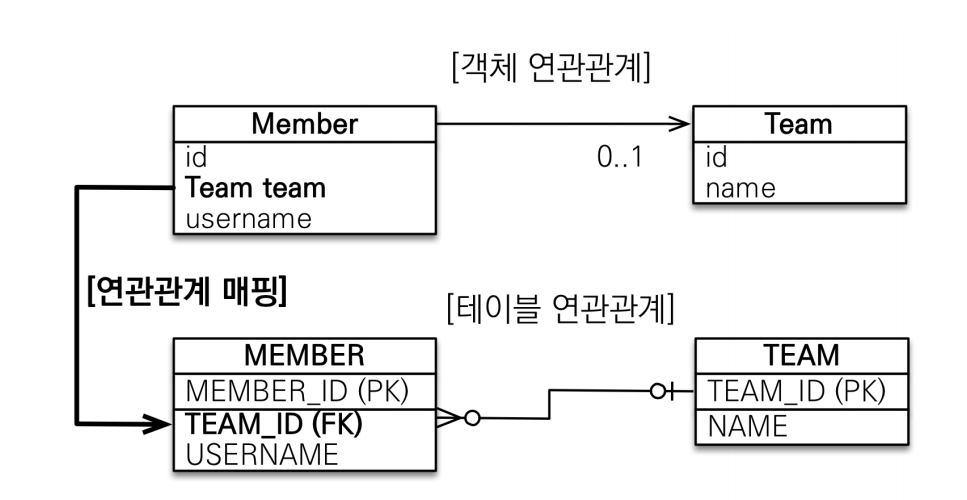 [객체 연관관계]
Member
id
Team team
username
0..1
Team
id
name
[연관관계 매핑]
[테이블 연관관계]
MEMBER
MEMBER_ID (PK)
TEAM_ID (FK)
USERNAME
TEAM
TEAM_ID (PK)
NAME